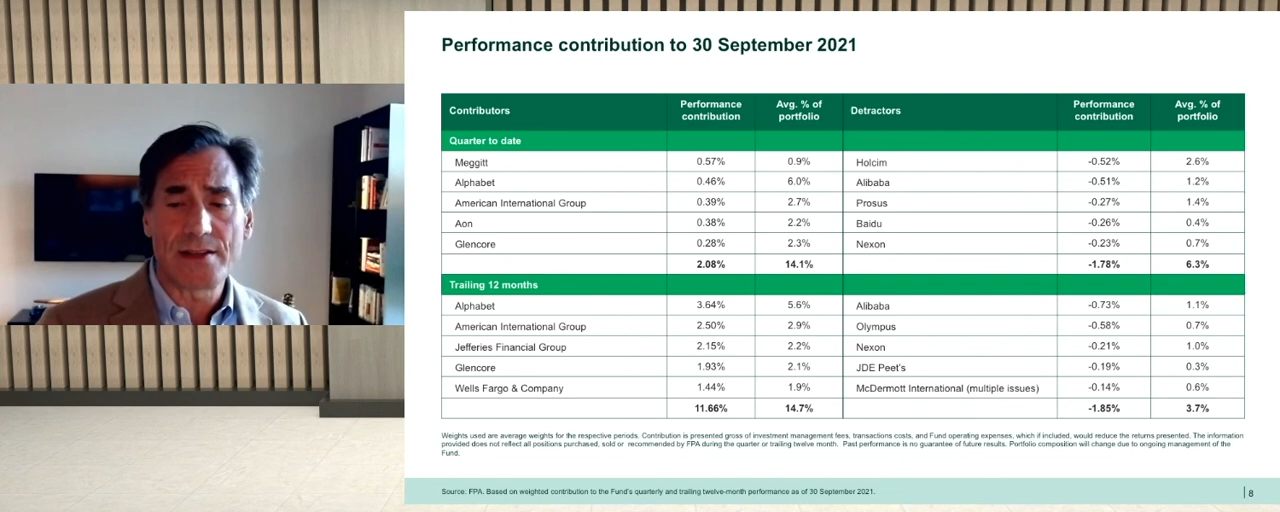 Performance contribution to 30 September 2021
Contributors Performance contribution Avg. % of portfolio Detractors Performance contribution Avg. % of portfolio
Quarter to date
Meggitt 0.57% 0.9% Holcim -0.52% 2.6%
Alphabet 0.46% 6.0% Alibaba -0.51% 1.2%
American International Group 0.39% 2.7% Prosus -0.27% 1.4%
Aon 0.38% 2.2% Baidu -0.26% 0.4%
Glencore 0.28% 2.3% Nexon -0.23% 0.7%
2.08% 14.1% -1.78% 6.3%
Trailing 12 months
Alphabet 3.64% 5.6% Alibaba -0.73% 1.1%
American International Group 2.50% 2.9% Olympus -0.58% 0.7%
Jefferies Financial Group 2.15% 2.2% Nexon -0.21% 1.0%
Glencore 1.93% 2.1% JDE Peet's -0.19% 0.3%
Wells Fargo & Company 1.44% 1.9% McDermott International (multiple issues) -0.14% 0.6%
11.66% 14.7% -1.85% 3.7%
Weights used are average weights for the respective periods. Contribution is presented gross of investment management fees, transactions costs, and Fund operating expenses, which if included, would reduce the returns presented. The information
provided does not reflect all positions purchased, sold or recommended by FPA during the quarter or trailing twelve month. Past performance is no guarantee of future results. Portfolio composition will change due to ongoing management of the
Fund.
Source: FPA. Based on weighted contribution to the Fund's quarterly and trailing twelve-month performance as of 30 September 2021.
8